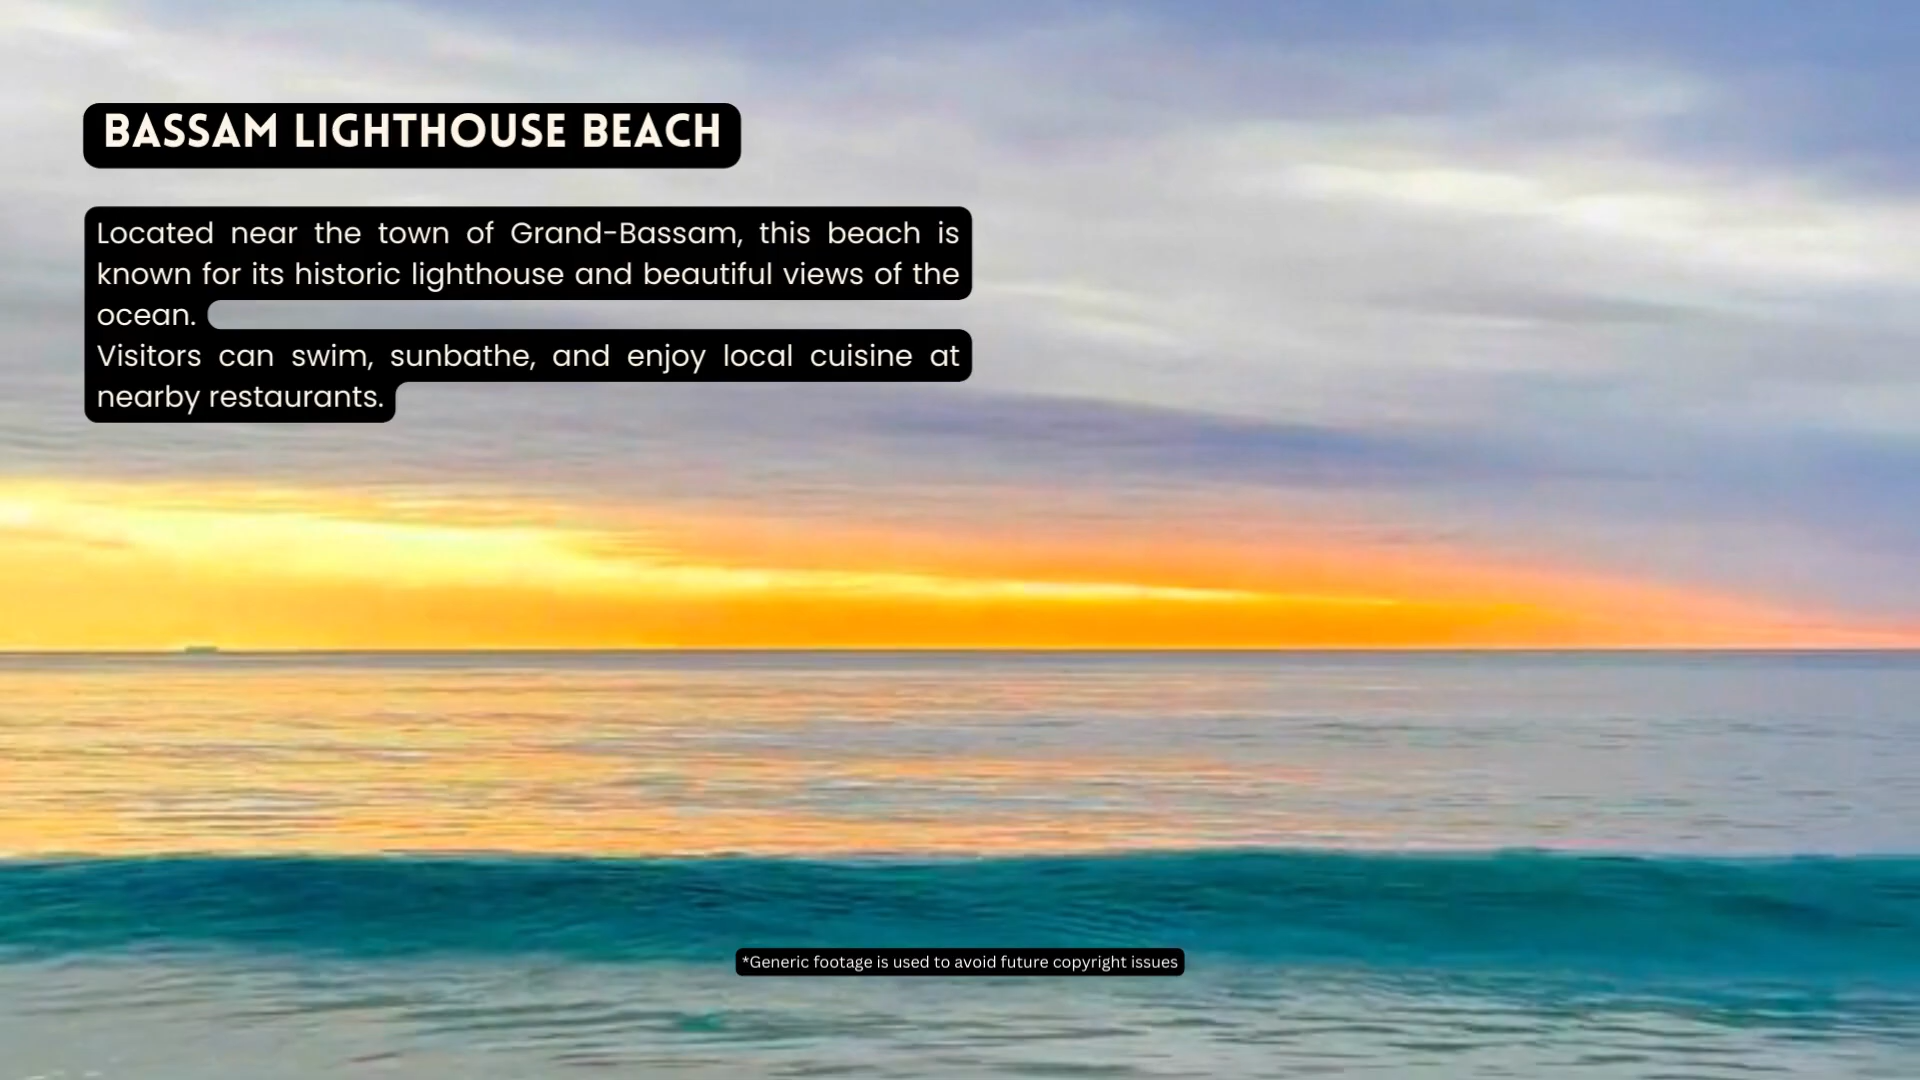 BASSAM LIGHTHOUSE BEACH
Located near the town of Grand-Bassam, this beach is
known for its historic lighthouse and beautiful views of the
ocean.
Visitors can swim, sunbathe, and enjoy local cuisine at
nearby restaurants.
*Generic footage is used to avoid future copyright issues